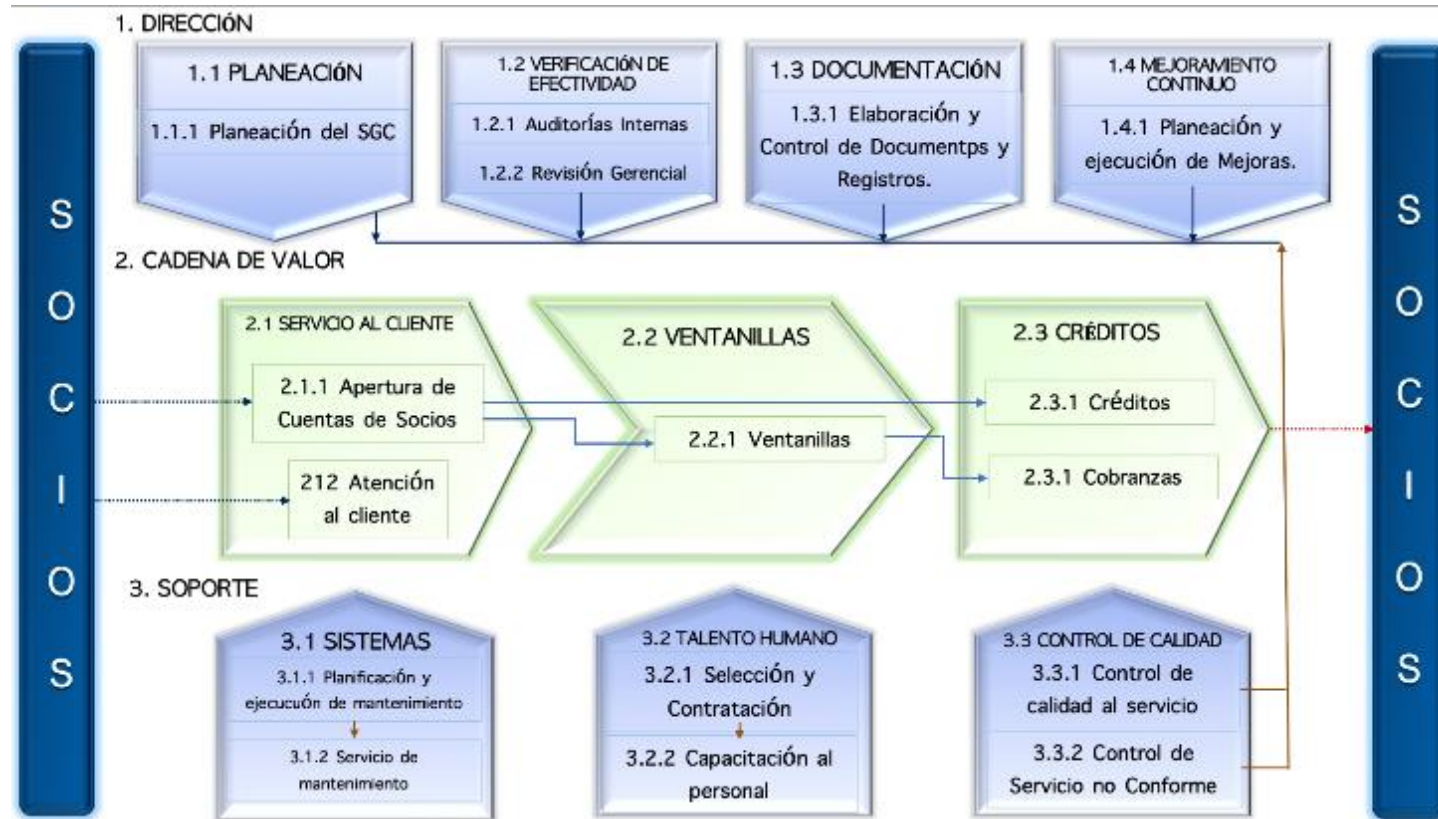 1. DIRECCIÓN
1.1 PLANEACIÓN
1.1.1 Planeación del SGC
1.2 VERIFICACIÓN DE
EFECTIVIDAD
1.2.1 Auditorías Internas
1.2.2 Revisión Gerencial
1.3 DOCUMENTACIÓN
1.3.1 Elaboración y
Control de Documentps y
Registros.
1.4 MEJORAMIENTO
CONTINUO
1.4.1 Planeación y
ejecución de Mejoras.
S
O
C
I
O
S
2. CADENA DE VALOR
2.1 SERVICIO AL CLIENTE
2.1.1 Apertura de
Cuentas de Socios
212 Atención
al cliente
2.2 VENTANILLAS
2.2.1 Ventanillas
2.3 CRÉDITOS
2.3.1 Créditos
2.3.1 Cobranzas
3. SOPORTE
3.1 SISTEMAS
3.1.1 Planificación y
ejecucuón de mantenimiento
3.1.2 Servicio de
mantenimiento
3.2 TALENTO HUMANO
3.2.1 Selección y
Contratación
3.2.2 Capacitación al
personal
3.3 CONTROL DE CALIDAD
3.3.1 Control de
calidad al servicio
3.3.2 Control de
Servicio no Conforme
S
O
C
I
O
S